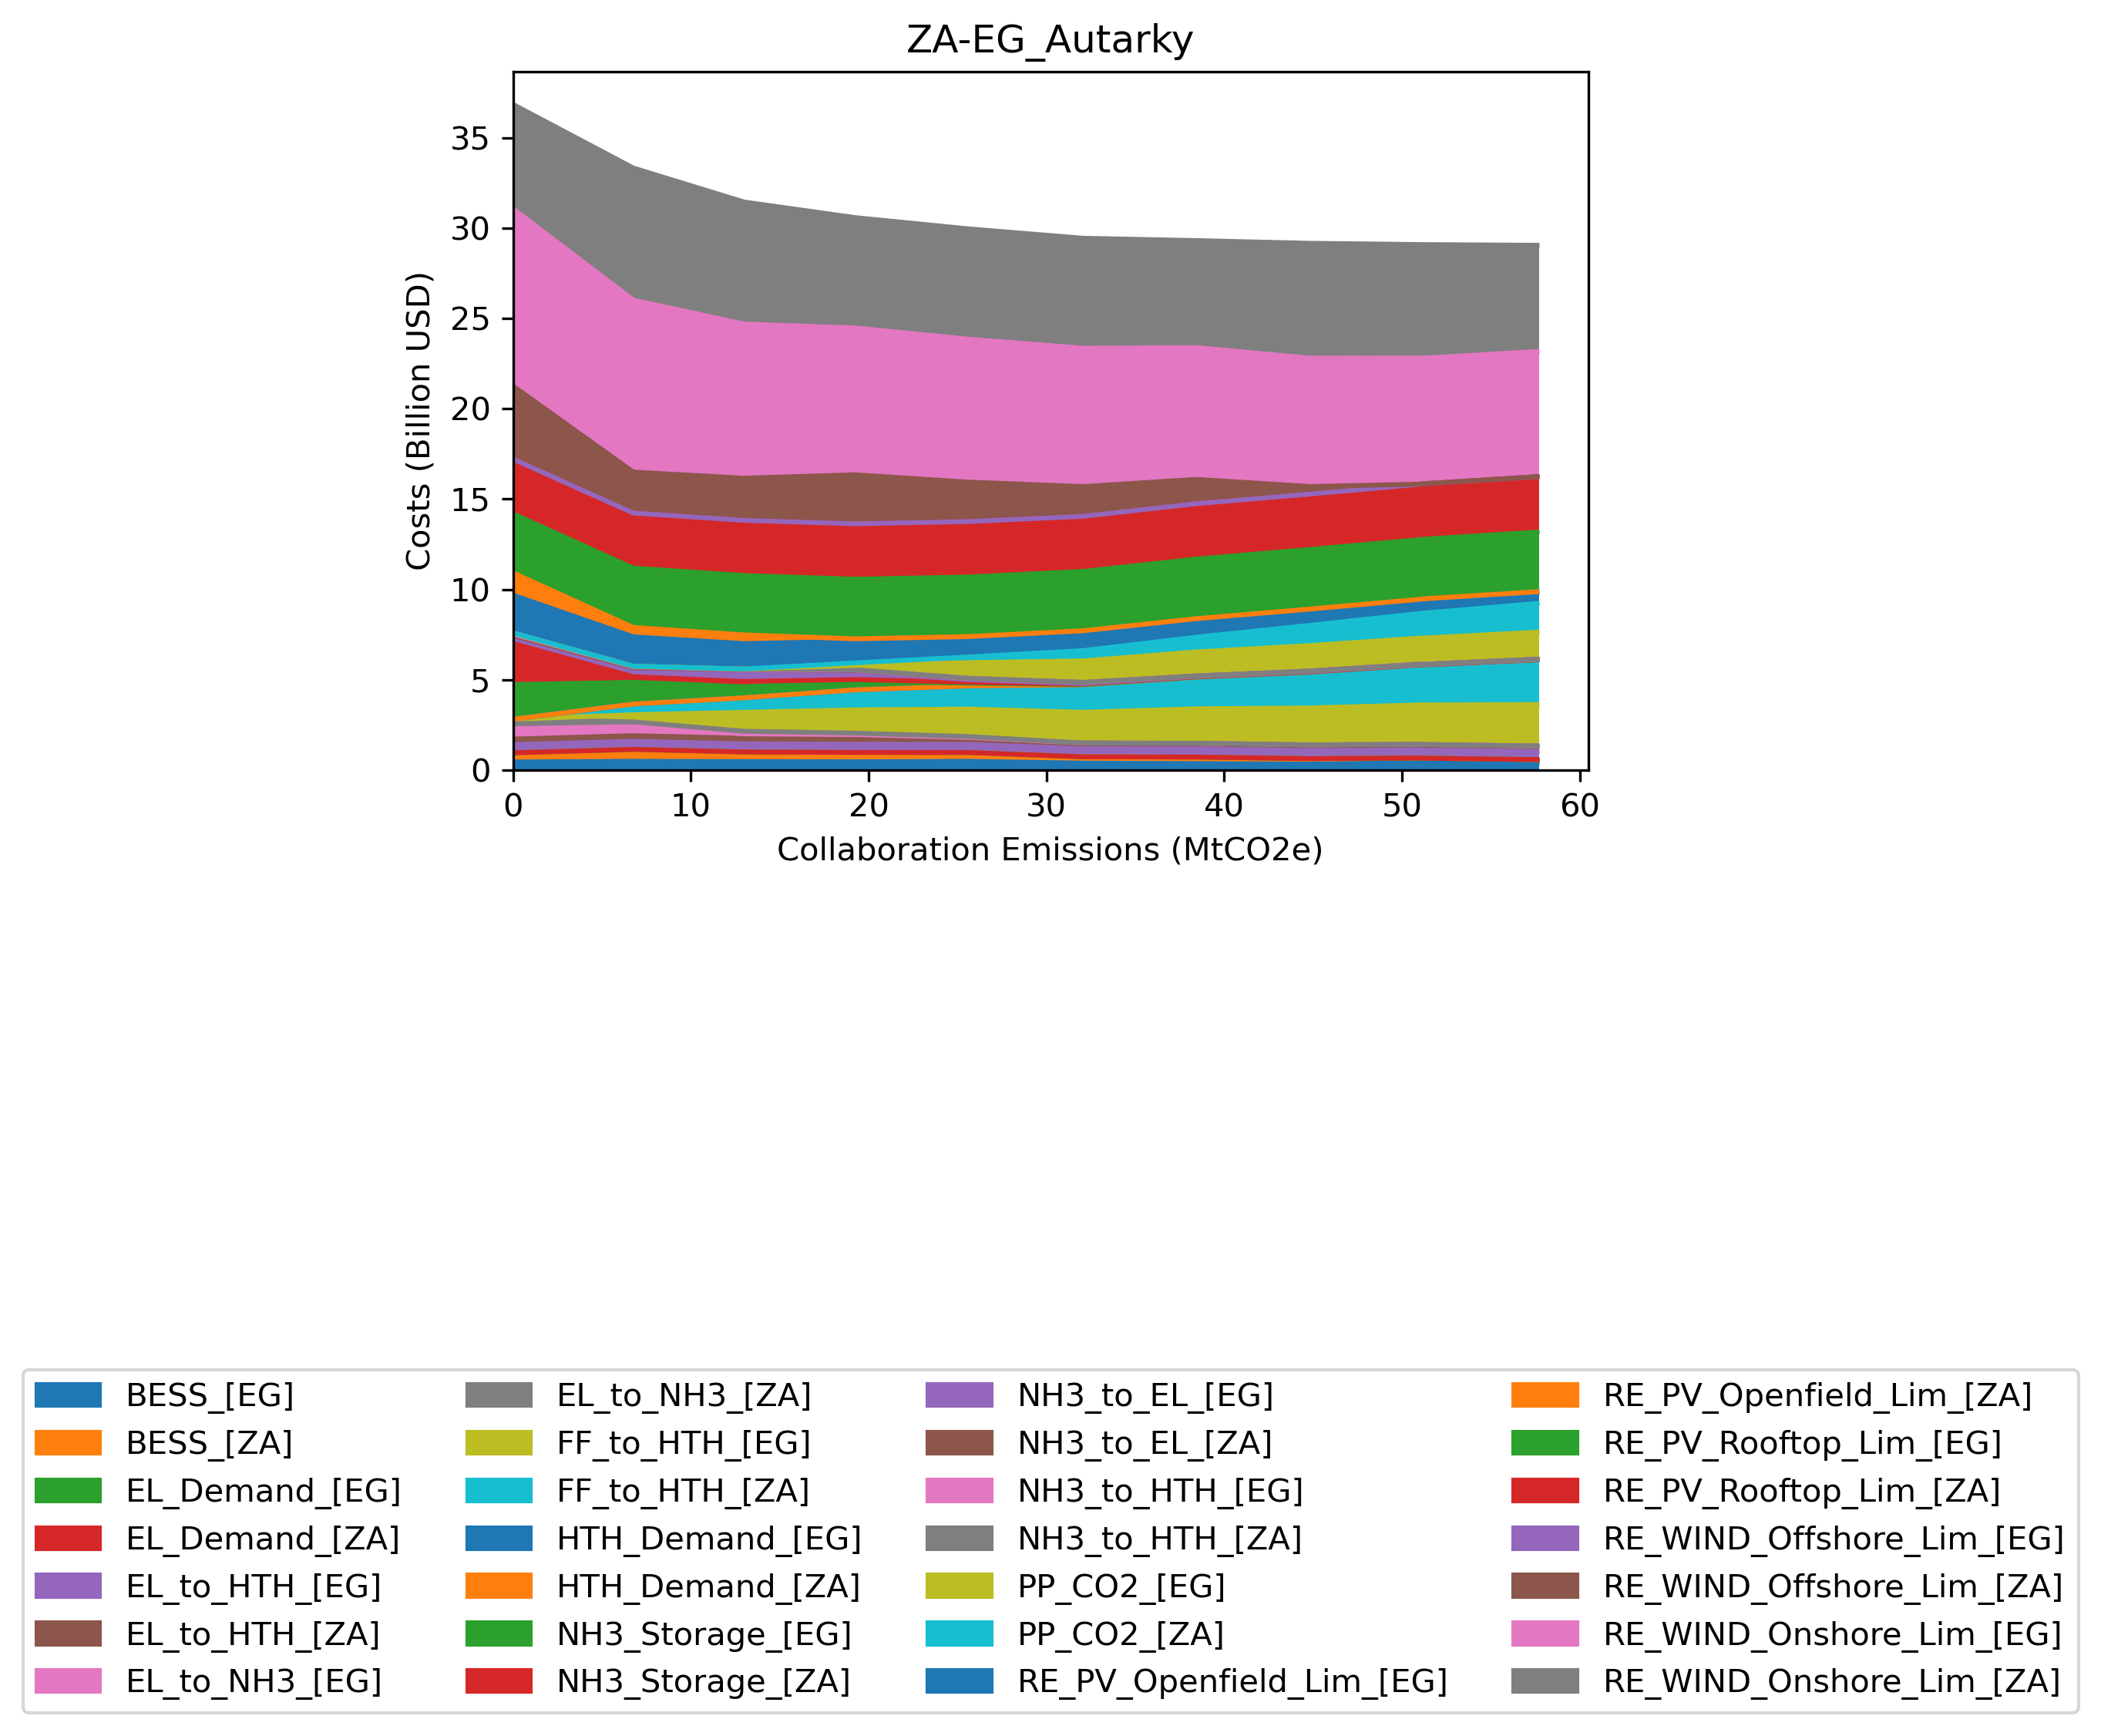 ZA-EG_Autarky
Costs (Billion USD)
35
30
25
20
15
10
5
0
0 10 20 30 40 50 60
Collaboration Emissions (MtCO2e)
BESS_[EG]
BESS_[ZA]
EL_Demand_[EG]
EL_Demand_[ZA]
EL_to_HTH_[EG]
EL_to_HTH_[ZA]
EL_to_NH3_[EG]
EL_to_NH3_[ZA]
FF_to_HTH_[EG]
FF_to_HTH_[ZA]
HTH_Demand_[EG]
HTH_Demand_[ZA]
NH3_Storage_[EG]
NH3_Storage_[ZA]
NH3_to_EL_[EG]
NH3_to_EL_[ZA]
NH3_to_HTH_[EG]
NH3_to_HTH_[ZA]
PP_CO2_[EG]
PP_CO2_[ZA]
RE_PV_Openfield_Lim_[EG]
RE_PV_Openfield_Lim_[ZA]
RE_PV_Rooftop_Lim_[EG]
RE_PV_Rooftop_Lim_[ZA]
RE_WIND_Offshore_Lim_[EG]
RE_WIND_Offshore_Lim_[ZA]
RE_WIND_Onshore_Lim_[EG]
RE_WIND_Onshore_Lim_[ZA]